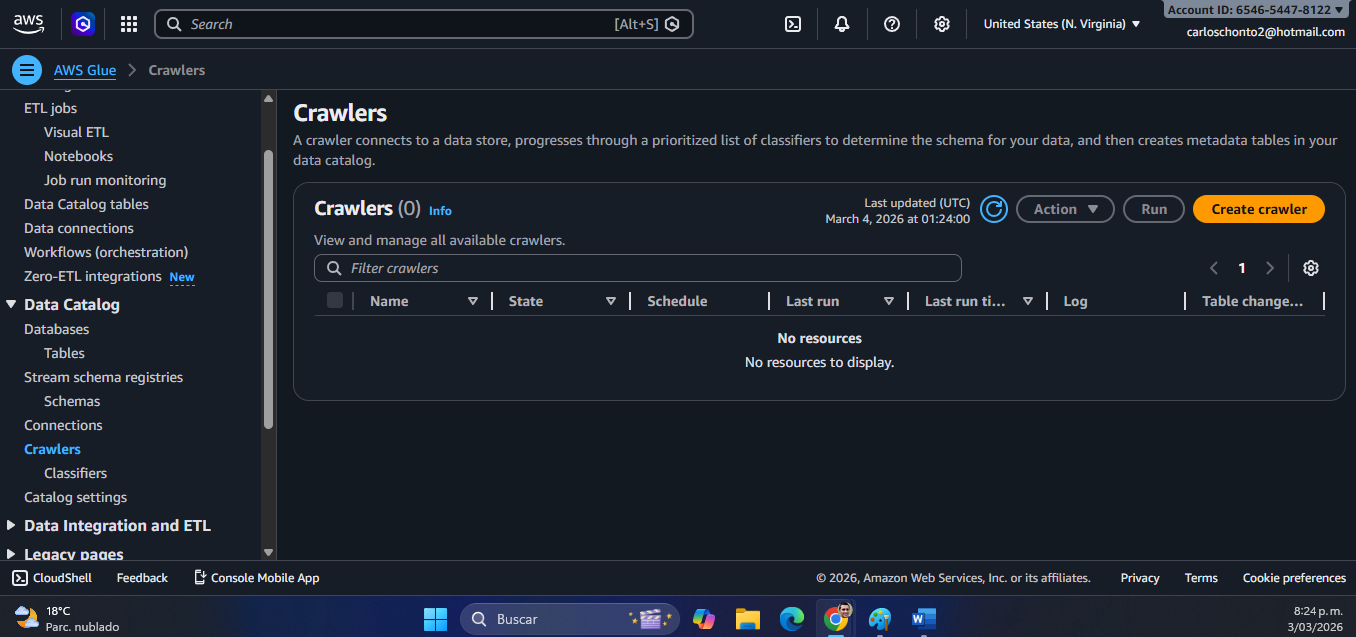 aws
Search
[Alt+S]
United States (N. Virginia)
Account ID: 6546-5447-8122
carloschonto2@hotmail.com
AWS Glue
Crawlers
ETL jobs
Visual ETL
Notebooks
Job run monitoring
Data Catalog tables
Data connections
Workflows (orchestration)
Zero-ETL integrations New
Data Catalog
Databases
Tables
Stream schema registries
Schemas
Connections
Crawlers
Classifiers
Catalog settings
Data Integration and ETL
Legacy pages
Crawlers
A crawler connects to a data store, progresses through a prioritized list of classifiers to determine the schema for your data, and then creates metadata tables in your
data catalog.
Crawlers (0) Info
Last updated (UTC)
March 4, 2026 at 01:24:00
Action
Run
Create crawler
View and manage all available crawlers.
Filter crawlers
1
Name
State
Schedule
Last run
Last run ti...
Log
Table change...
No resources
No resources to display.
CloudShell
Feedback
Console Mobile App
© 2026, Amazon Web Services, Inc. or its affiliates.
Privacy
Terms
Cookie preferences
18°C
Parc. nublado
Buscar
W
8:24 p. m.
3/03/2026